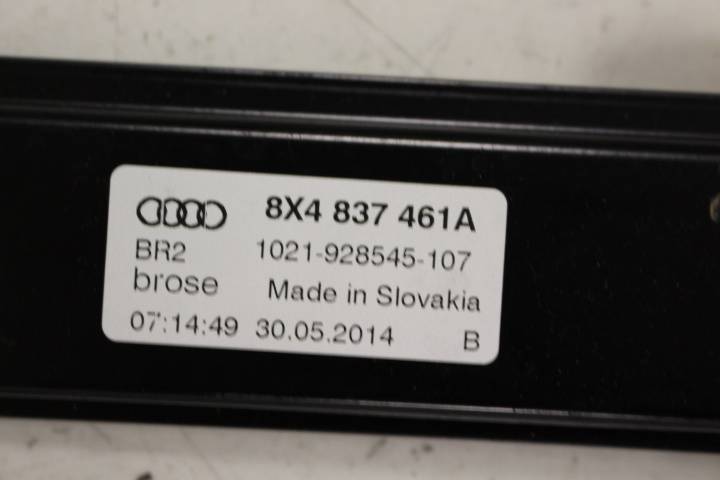 8X4 837 461A
BR2 1021-928545-107
brose Made in Slovakia
07:14:49 30.05.2014 B